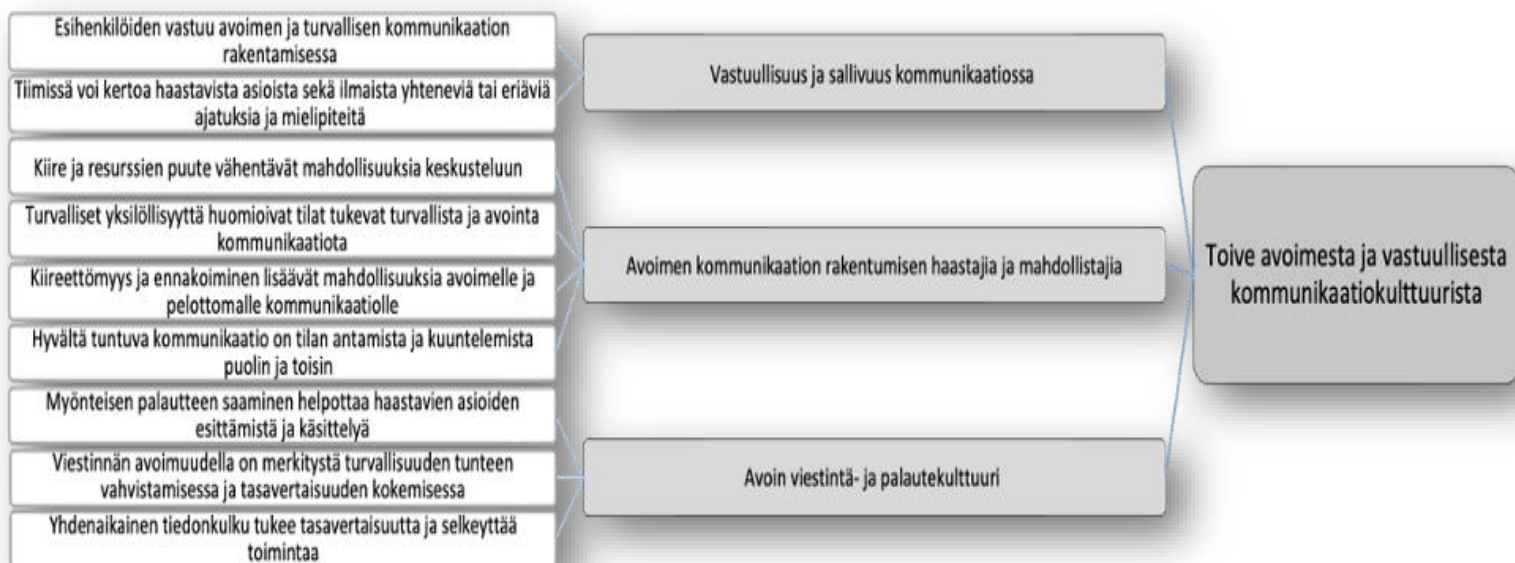 Esihenkilöiden vastuu avoimen ja turvallisen kommunikaation
rakentamisessa
Tiimissä voi kertoa haastavista asioista sekä ilmaista yhteneviä tai eriäviä
ajatuksia ja mielipiteitä
Kiire ja resurssien puute vähentävät mahdollisuuksia keskusteluun
Turvalliset yksilöllisyyttä huomioivat tilat tukevat turvallista ja avointa
kommunikaatiota
Kiireettömyys ja ennakoiminen lisäävät mahdollisuuksia avoimelle ja
pelottomalle kommunikaatiolle
Hyvältä tuntuva kommunikaatio on tilan antamista ja kuuntelemista
puolin ja toisin
Myönteisen palautteen saaminen helpottaa haastavien asioiden
esittämistä ja käsittelyä
Viestinnän avoimuudella on merkitystä turvallisuuden tunteen
vahvistamisessa ja tasavertaisuuden kokemisessa
Yhdenaikainen tiedonkulku tukee tasavertaisuutta ja selkeyttää
toimintaa
Vastuullisuus ja sallivuus kommunikaatiossa
Avoimen kommunikaation rakentumisen haastajia ja mahdollistajia
Avoin viestintä- ja palautekulttuuri
Toive avoimesta ja vastuullisesta
kommunikaatiokulttuurista